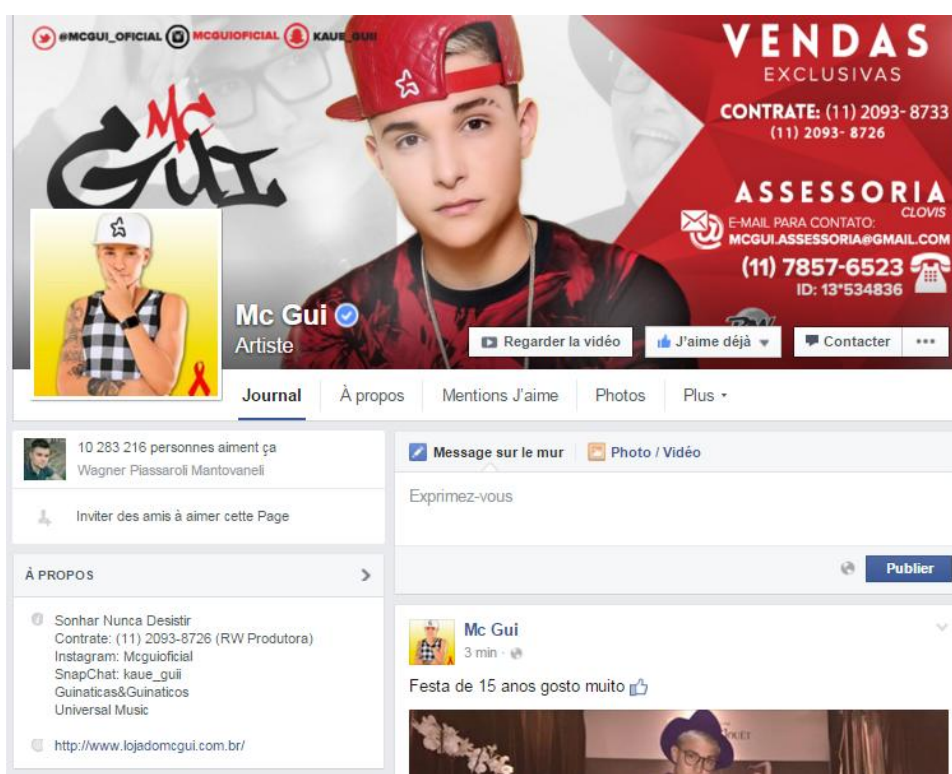 @MCGUI_OFICIAL MCGUIOFICIAL KAUE_GUII
MC
GUI
VENDAS
EXCLUSIVAS
CONTRATE: (11) 2093-8733
(11) 2093-8726
ASSESSORIA
CLOVIS
E-MAIL PARA CONTATO:
MCGUI.ASSESSORIA@GMAIL.COM
(11) 7857-6523
ID: 13*534836
Mc Gui
Artiste
Regarder la vidéo
J'aime déjà
Contacter
Journal À propos Mentions J'aime Photos Plus
10 283 216 personnes aiment ça
Wagner Piassaroli Mantovaneli
Inviter des amis à aimer cette Page
À PROPOS
Sonhar Nunca Desistir
Contrate: (11) 2093-8726 (RW Produtora)
Instagram: Mcguioficial
SnapChat: kaue_guii
Guinaticas&Guinaticos
Universal Music
http://www.lojadomcgui.com.br/
Message sur le mur Photo / Vidéo
Exprimez-vous
Publier
Mc Gui
3 min ·
Festa de 15 anos gosto muito